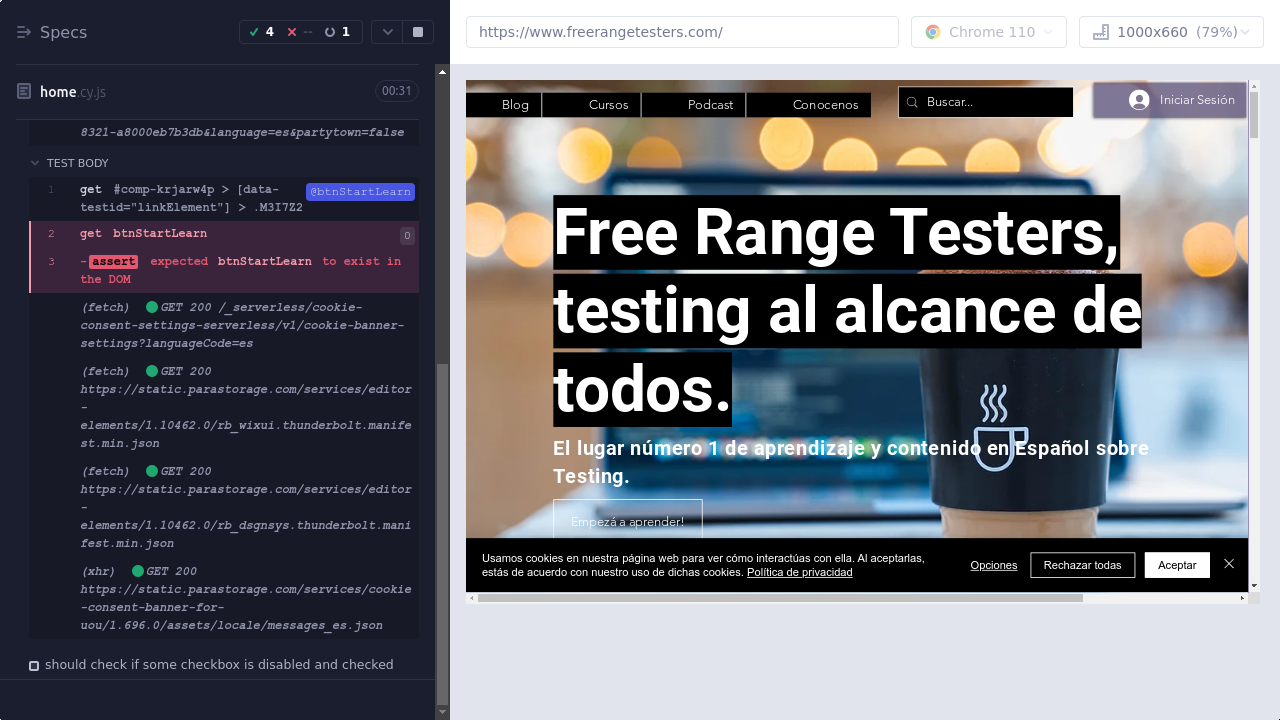 Specs
4
--
1
https://www.freerangetesters.com/
Chrome 110
1000x660 (79%)
home.cy.js
00:31
8321-a8000eb7b3db&language=es&partytown=false
TEST BODY
1 get #comp-krjarw4p > [data-
testid="linkElement"] > .M3I7Z2
@btnStartLearn
2 get btnStartLearn
0
3 -assert expected btnStartLearn to exist in
the DOM
(fetch) GET 200 /_serverless/cookie-
consent-settings-serverless/v1/cookie-banner-
settings?languageCode=es
(fetch) GET 200
https://static.parastorage.com/services/editor
-
elements/1.10462.0/rb_wixui.thunderbolt.manife
st.min.json
(fetch) GET 200
https://static.parastorage.com/services/editor
-
elements/1.10462.0/rb_dsgnsys.thunderbolt.mani
fest.min.json
(xhr) GET 200
https://static.parastorage.com/services/cookie
-consent-banner-for-
uou/1.696.0/assets/locale/messages_es.json
should check if some checkbox is disabled and checked
Blog
Cursos
Podcast
Conocenos
Buscar...
Iniciar Sesión
Free Range Testers,
testing al alcance de
todos.
El lugar número 1 de aprendizaje y contenido en Español sobre
Testing.
Empezá a aprender!
Usamos cookies en nuestra página web para ver cómo interactúas con ella. Al aceptarlas,
estás de acuerdo con nuestro uso de dichas cookies. Política de privacidad
Opciones
Rechazar todas
Aceptar